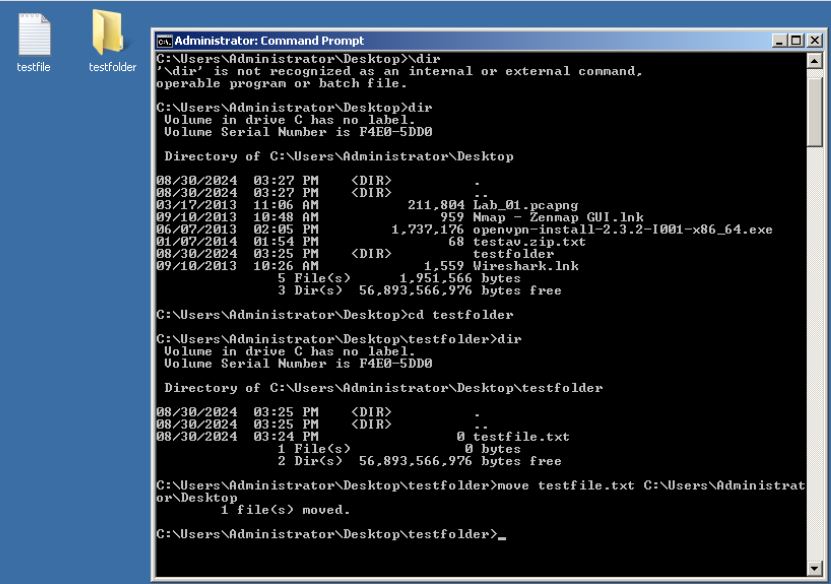 testfile
testfolder
Administrator: Command Prompt
C:\Users\Administrator\Desktop>\dir
'\dir' is not recognized as an internal or external command,
operable program or batch file.
C:\Users\Administrator\Desktop>dir
Volume in drive C has no label.
Volume Serial Number is F4E0-5DD0
Directory of C:\Users\Administrator\Desktop
08/30/2024 03:27 PM <DIR> .
08/30/2024 03:27 PM <DIR> ..
03/17/2013 11:06 AM 211,804 Lab_01.pcapng
09/10/2013 10:48 AM 959 Nmap - Zenmap GUI.lnk
06/07/2013 02:05 PM 1,737,176 openvpn-install-2.3.2-I001-x86_64.exe
01/07/2014 01:54 PM 68 testav.zip.txt
08/30/2024 03:25 PM <DIR> testfolder
09/10/2013 10:26 AM 1,559 Wireshark.lnk
5 File(s) 1,951,566 bytes
3 Dir(s) 56,893,566,976 bytes free
C:\Users\Administrator\Desktop>cd testfolder
C:\Users\Administrator\Desktop\testfolder>dir
Volume in drive C has no label.
Volume Serial Number is F4E0-5DD0
Directory of C:\Users\Administrator\Desktop\testfolder
08/30/2024 03:25 PM <DIR> .
08/30/2024 03:25 PM <DIR> ..
08/30/2024 03:24 PM 0 testfile.txt
1 File(s) 0 bytes
2 Dir(s) 56,893,566,976 bytes free
C:\Users\Administrator\Desktop\testfolder>move testfile.txt C:\Users\Administrat
or\Desktop
1 file(s) moved.
C:\Users\Administrator\Desktop\testfolder>_